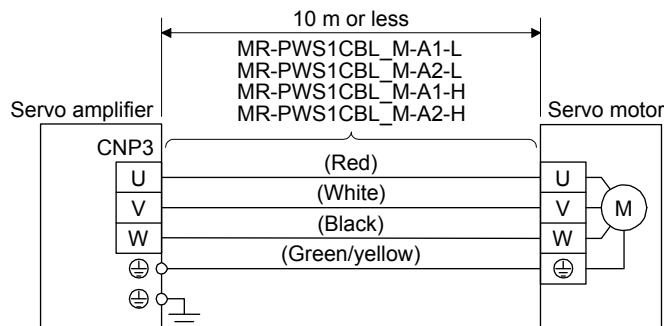 10 m or less
MR-PWS1CBL_M-A1-L
MR-PWS1CBL_M-A2-L
MR-PWS1CBL_M-A1-H
MR-PWS1CBL_M-A2-H
Servo amplifier
Servo motor
CNP3
U (Red) U
V (White) V M
W (Black) W
(Green/yellow)